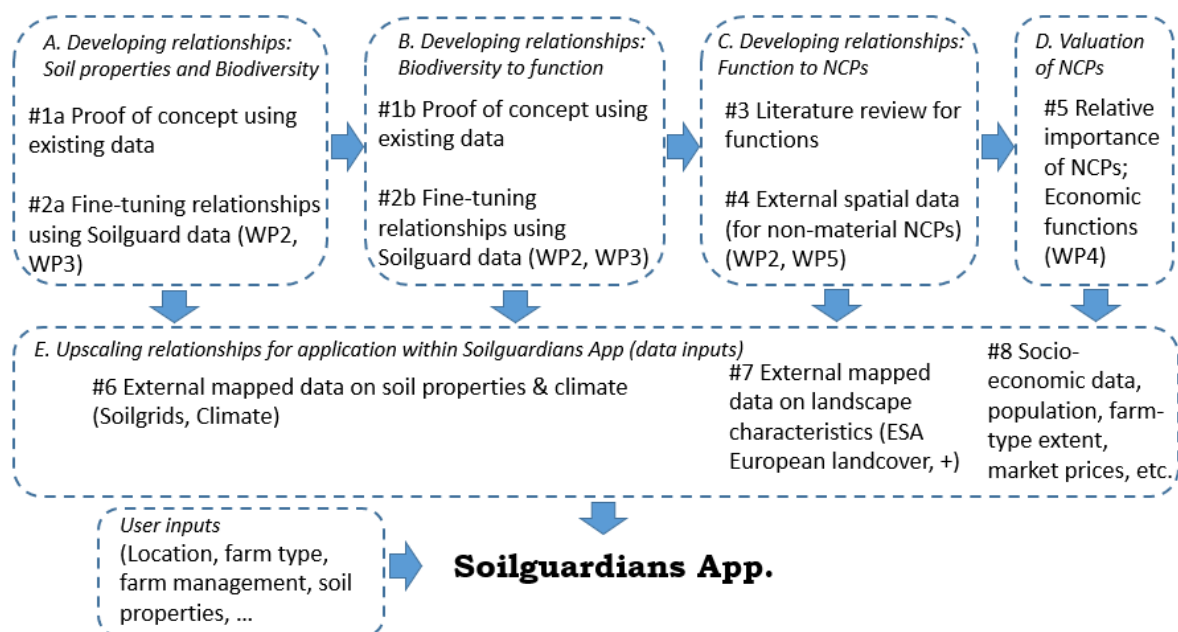 A. Developing relationships:
Soil properties and Biodiversity
#1a Proof of concept using
existing data
#2a Fine-tuning relationships
using Soilguard data (WP2,
WP3)
B. Developing relationships:
Biodiversity to function
#1b Proof of concept using
existing data
#2b Fine-tuning
relationships using
Soilguard data (WP2, WP3)
C. Developing relationships:
Function to NCPs
#3 Literature review for
functions
#4 External spatial data
(for non-material NCPs)
(WP2, WP5)
D. Valuation
of NCPs
#5 Relative
importance
of NCPs;
Economic
functions
(WP4)
E. Upscaling relationships for application within Soilguardians App (data inputs)
#6 External mapped data on soil properties & climate
(Soilgrids, Climate)
#7 External mapped
data on landscape
characteristics (ESA
European landcover, +)
#8 Socio-
economic data,
population, farm-
type extent,
market prices, etc.
User inputs
(Location, farm type,
farm management, soil
properties, ...
Soilguardians App.